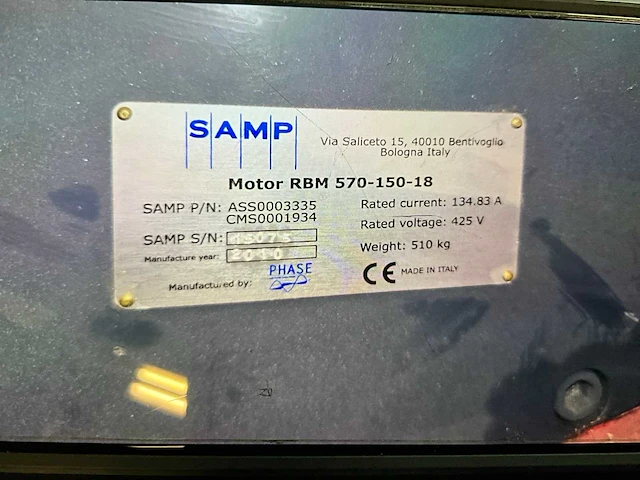 SAMP
Via Saliceto 15, 40010 Bentivoglio
Bologna Italy
Motor RBM 570-150-18
SAMP P/N: ASS0003335
CMS0001934
SAMP S/N:
Manufacture year: 2010
Manufactured by: PHASE
Rated current: 134.83 A
Rated voltage: 425 V
Weight: 510 kg
CE MADE IN ITALY